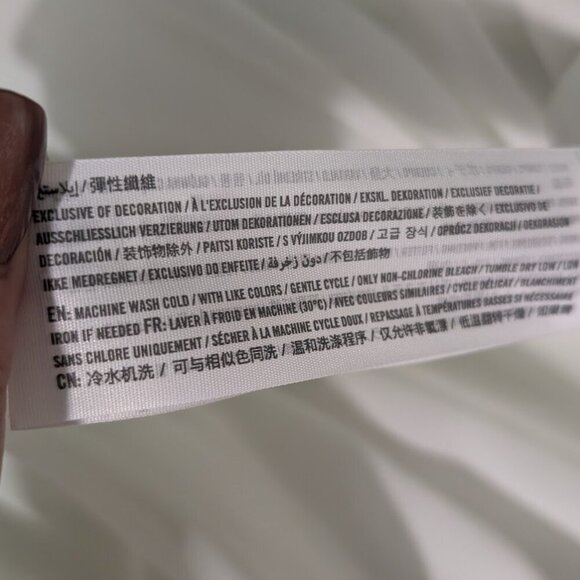 إيلاستين / 彈性纖維
EXCLUSIVE OF DECORATION / À L'EXCLUSION DE LA DÉCORATION / EKSKL. DEKORATION / EXCLUSIEF DECORATIE /
AUSSCHLIESSLICH VERZIERUNG / UTOM DEKORATIONEN / ESCLUSA DECORAZIONE / 装飾を除く / EXCLUSIVO DE
DECORACIÓN / 装饰物除外 / PAITSI KORISTE / S VÝJIMKOU OZDOB / 고급 장식 / OPRÓCZ DEKORACJI / DEKORASJON
IKKE MEDREGNET / EXCLUSIVO DO ENFEITE / دون زخرفة / 不包括飾物
EN: MACHINE WASH COLD / WITH LIKE COLORS / GENTLE CYCLE / ONLY NON-CHLORINE BLEACH / TUMBLE DRY LOW / LOW
IRON IF NEEDED FR: LAVER À FROID EN MACHINE (30°C) / AVEC COULEURS SIMILAIRES / CYCLE DÉLICAT / BLANCHIMENT
SANS CHLORE UNIQUEMENT / SÉCHER À LA MACHINE CYCLE DOUX / REPASSAGE À TEMPÉRATURES BASSES SI NÉCESSAIRE
CN: 冷水机洗 / 可与相似色同洗 / 温和洗涤程序 / 仅允许非氯漂 / 低温翻转干燥 /